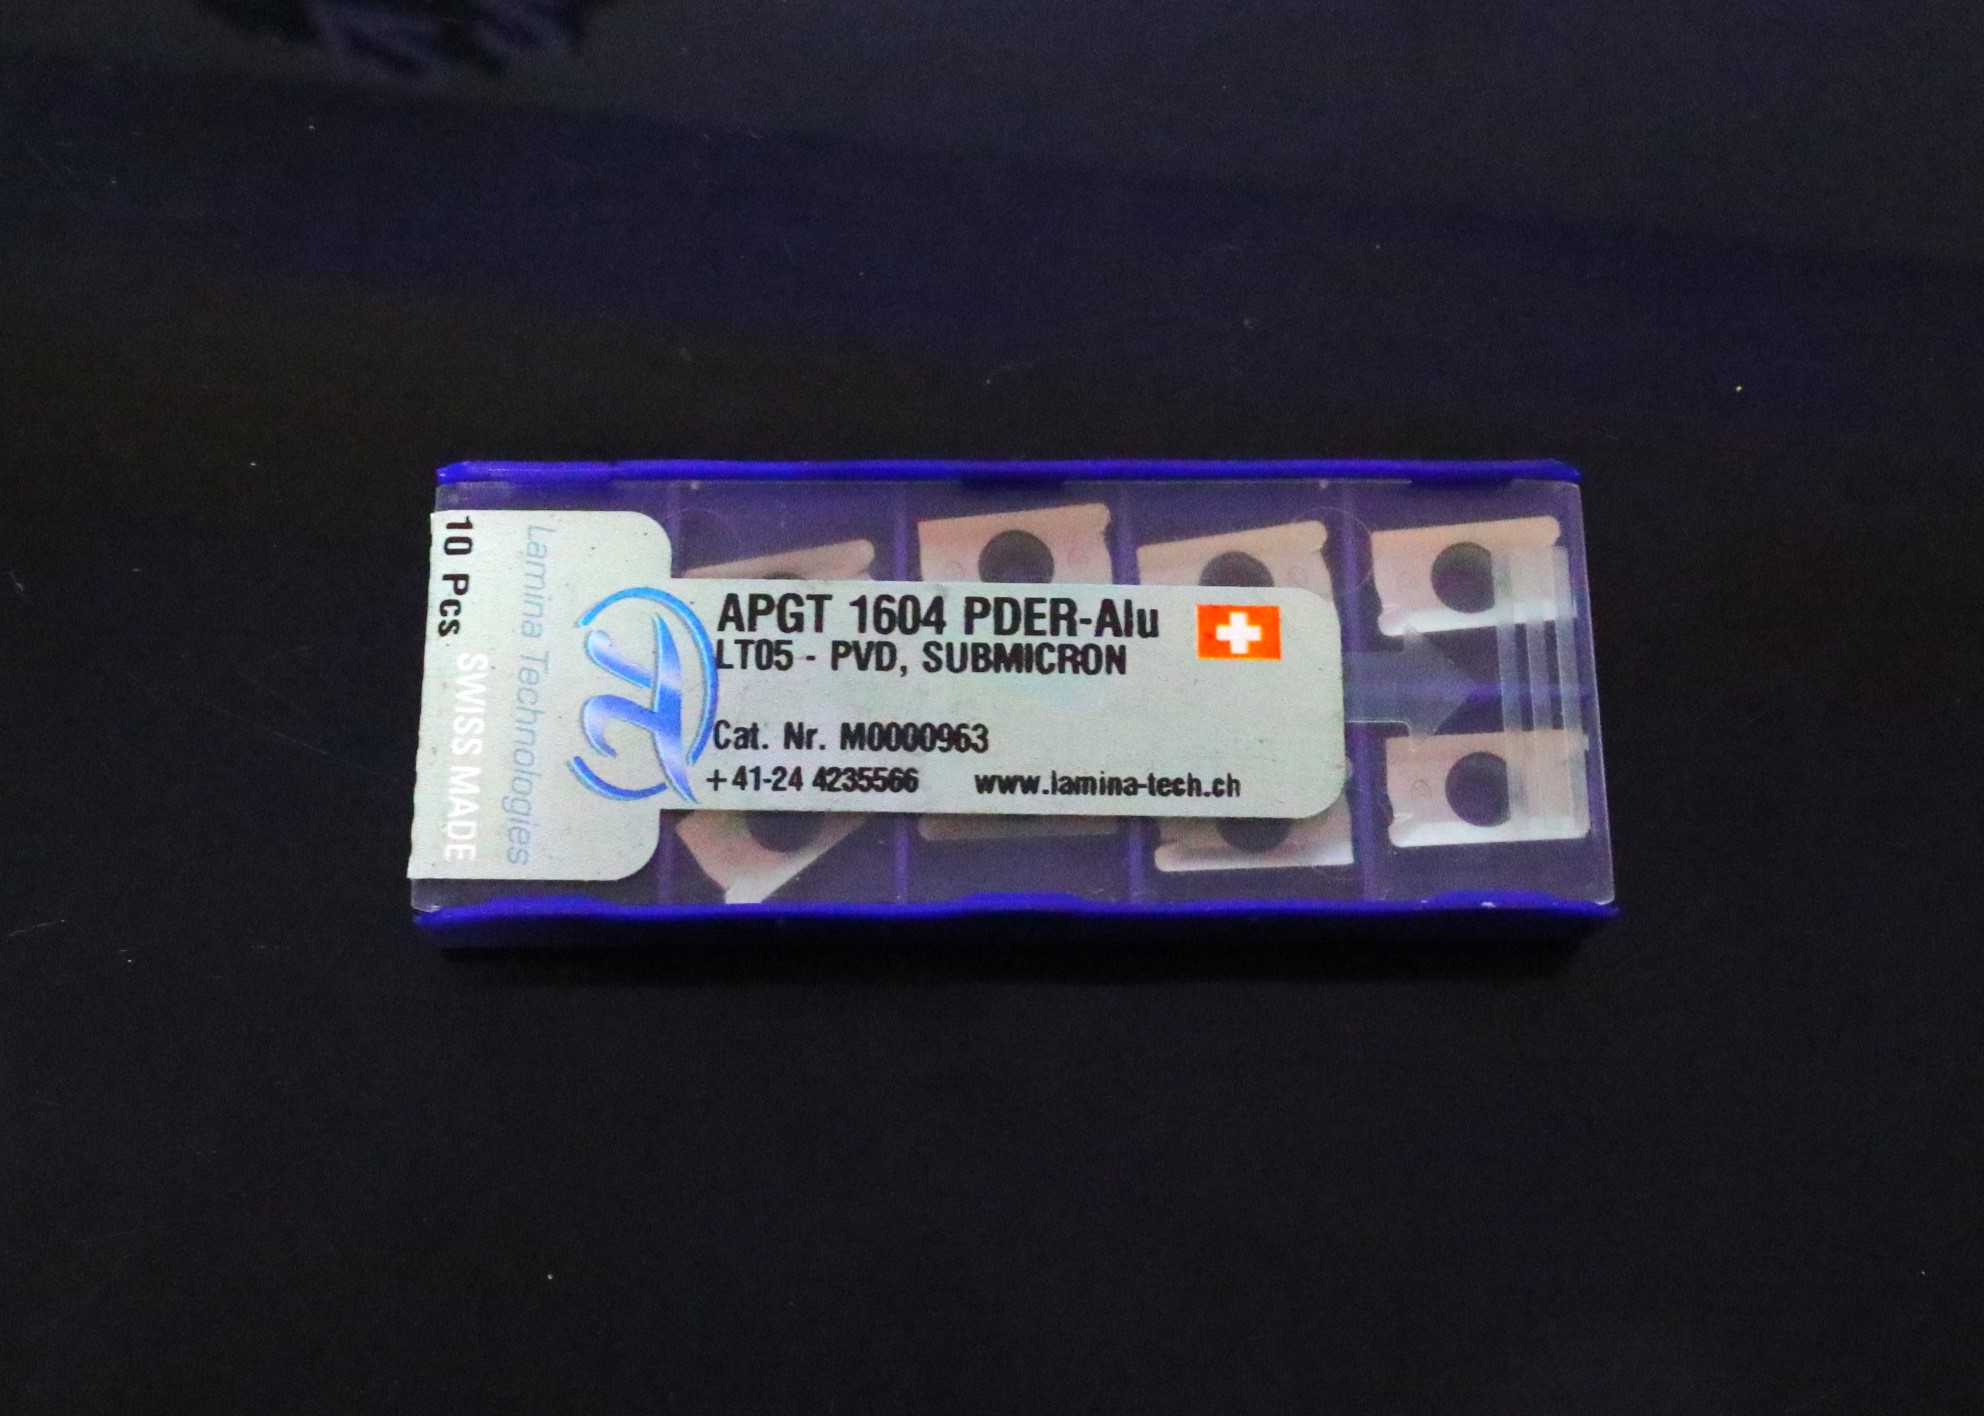 10 Pcs SWISS MADE
Lamina Technologies
APGT 1604 PDER-Alu
LT05 - PVD, SUBMICRON
Cat. Nr. M0000963
+41-24 4235566 www.lamina-tech.ch